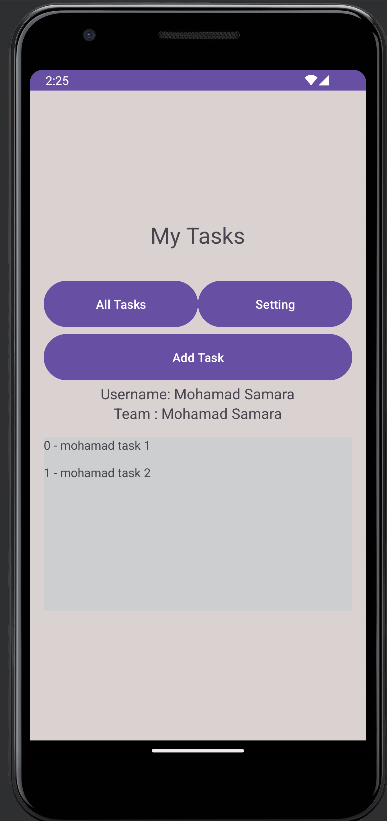 2:25
My Tasks
All Tasks Setting
Add Task
Username: Mohamad Samara
Team : Mohamad Samara
0 - mohamad task 1
1 - mohamad task 2